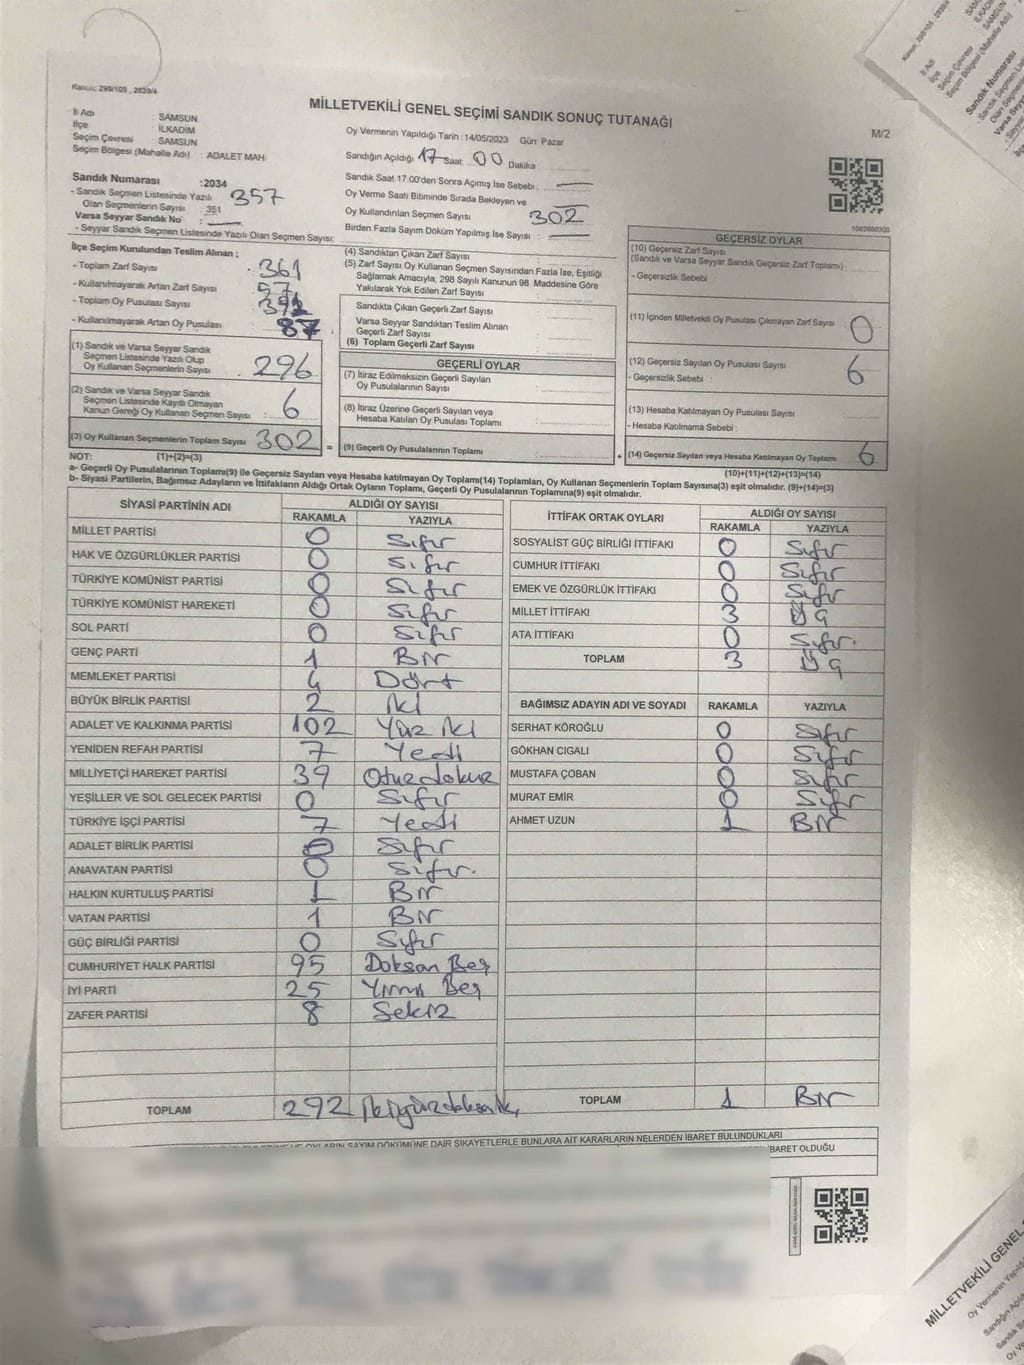 Kanun: 298/105, 2839/4
MİLLETVEKİLİ GENEL SEÇİMİ SANDIK SONUÇ TUTANAĞI
M/2
İl Adı : SAMSUN
İlçe İLKADIM
Seçim Çevresi : SAMSUN
Seçim Bölgesi (Mahalle Adı) : ADALET MAH.
Oy Vermenin Yapıldığı Tarih :14/05/2023 Gün: Pazar
Sandığın Açıldığı 17 Saat 00 Dakika
Sandık Saat 17:00'den Sonra Açılmış İse Sebebi :
Oy Verme Saati Bitiminde Sırada Bekleyen ve
Oy Kullandırılan Seçmen Sayısı 302
Birden Fazla Sayım Döküm Yapılmış İse Sayısı :
Sandık Numarası :2034
- Sandık Seçmen Listesinde Yazılı
Olan Seçmenlerin Sayısı : 351 357
Varsa Seyyar Sandık No :
- Seyyar Sandık Seçmen Listesinde Yazılı Olan Seçmen Sayısı:
İlçe Seçim Kurulundan Teslim Alınan ;
- Toplam Zarf Sayısı : 361
- Kullanılmayarak Artan Zarf Sayısı 57
- Toplam Oy Pusulası Sayısı :
- Kullanılmayarak Artan Oy Pusulası : 87
(1) Sandık ve Varsa Seyyar Sandık
Seçmen Listesinde Yazılı Olup
Oy Kullanan Seçmenlerin Sayısı : 296
(2) Sandık ve Varsa Seyyar Sandık
Seçmen Listesinde Kayıtlı Olmayan
Kanun Gereği Oy Kullanan Seçmen Sayısı : 6
(3) Oy Kullanan Seçmenlerin Toplam Sayısı 302 =
(4) Sandıktan Çıkan Zarf Sayısı :
(5) Zarf Sayısı Oy Kullanan Seçmen Sayısından Fazla İse, Eşitliği
Sağlamak Amacıyla, 298 Sayılı Kanunun 98. Maddesine Göre
Yakılarak Yok Edilen Zarf Sayısı
Sandıkta Çıkan Geçerli Zarf Sayısı
Varsa Seyyar Sandıktan Teslim Alınan
Geçerli Zarf Sayısı :
(6) Toplam Geçerli Zarf Sayısı
GEÇERLİ OYLAR
(7) İtiraz Edilmeksizin Geçerli Sayılan
Oy Pusulalarının Sayısı :
(8) İtiraz Üzerine Geçerli Sayılan veya
Hesaba Katılan Oy Pusulası Toplamı :
(9) Geçerli Oy Pusulalarının Toplamı : +
1083860300
GEÇERSİZ OYLAR
(10) Geçersiz Zarf Sayısı
(Sandık ve Varsa Seyyar Sandık Geçersiz Zarf Toplamı)
- Geçersizlik Sebebi
(11) İçinden Milletvekili Oy Pusulası Çıkmayan Zarf Sayısı 0
(12) Geçersiz Sayılan Oy Pusulası Sayısı : 6
- Geçersizlik Sebebi :
(13) Hesaba Katılmayan Oy Pusulası Sayısı :
- Hesaba Katılmama Sebebi :
(14) Geçersiz Sayılan veya Hesaba Katılmayan Oy Toplamı 6
NOT: (1)+(2)=(3)
(10)+(11)+(12)+(13)=(14)
a- Geçerli Oy Pusulalarının Toplamı(9) ile Geçersiz Sayılan veya Hesaba katılmayan Oy Toplamı(14) Toplamları, Oy Kullanan Seçmenlerin Toplam Sayısına(3) eşit olmalıdır. (9)+(14)=(3)
b- Siyasi Partilerin, Bağımsız Adayların ve İttifakların Aldığı Ortak Oyların Toplamı, Geçerli Oy Pusulalarının Toplamına(9) eşit olmalıdır.
SİYASİ PARTİNİN ADI ALDIĞI OY SAYISI
RAKAMLA YAZIYLA
MİLLET PARTİSİ 0 Sıfır
HAK VE ÖZGÜRLÜKLER PARTİSİ 0 Sıfır
TÜRKİYE KOMÜNİST PARTİSİ 0 Sıfır
TÜRKİYE KOMÜNİST HAREKETİ 0 Sıfır
SOL PARTİ 0 Sıfır
GENÇ PARTİ 1 Bir
MEMLEKET PARTİSİ 4 Dört
BÜYÜK BİRLİK PARTİSİ 2 iki
ADALET VE KALKINMA PARTİSİ 102 Yüz iki
YENİDEN REFAH PARTİSİ 7 Yedi
MİLLİYETÇİ HAREKET PARTİSİ 39 Otuzdokuz
YEŞİLLER VE SOL GELECEK PARTİSİ 0 Sıfır
TÜRKİYE İŞÇİ PARTİSİ 7 Yedi
ADALET BİRLİK PARTİSİ 0 Sıfır
ANAVATAN PARTİSİ 0 Sıfır.
HALKIN KURTULUŞ PARTİSİ 1 Bir
VATAN PARTİSİ 1 Bir
GÜÇ BİRLİĞİ PARTİSİ 0 Sıfır
CUMHURİYET HALK PARTİSİ 95 Doksan Beş
İYİ PARTİ 25 Yirmi Beş
ZAFER PARTİSİ 8 Sekiz
TOPLAM 292 ikiyüzdoksaniki
İTTİFAK ORTAK OYLARI ALDIĞI OY SAYISI
RAKAMLA YAZIYLA
SOSYALİST GÜÇ BİRLİĞİ İTTİFAKI 0 Sıfır
CUMHUR İTTİFAKI 0 Sıfır
EMEK VE ÖZGÜRLÜK İTTİFAKI 0 Sıfır
MİLLET İTTİFAKI 3 Üç
ATA İTTİFAKI 0 Sıfır.
TOPLAM 3 Üç
BAĞIMSIZ ADAYIN ADI VE SOYADI RAKAMLA YAZIYLA
SERHAT KÖROĞLU 0 Sıfır
GÖKHAN CIGALI 0 Sıfır
MUSTAFA ÇOBAN 0 Sıfır
MURAT EMİR 0 Sıfır
AHMET UZUN 1 Bir
TOPLAM 1 Bir
DÖKÜMÜNE DAİR ŞİKAYETLERLE BUNLARA AİT KARARLARIN NELERDEN İBARET BULUNDUKLARI
İBARET OLDUĞU
MİLLETVEKİLİ GENEL
Oy Vermenin Yapıldığı
Sandığın Açıldı